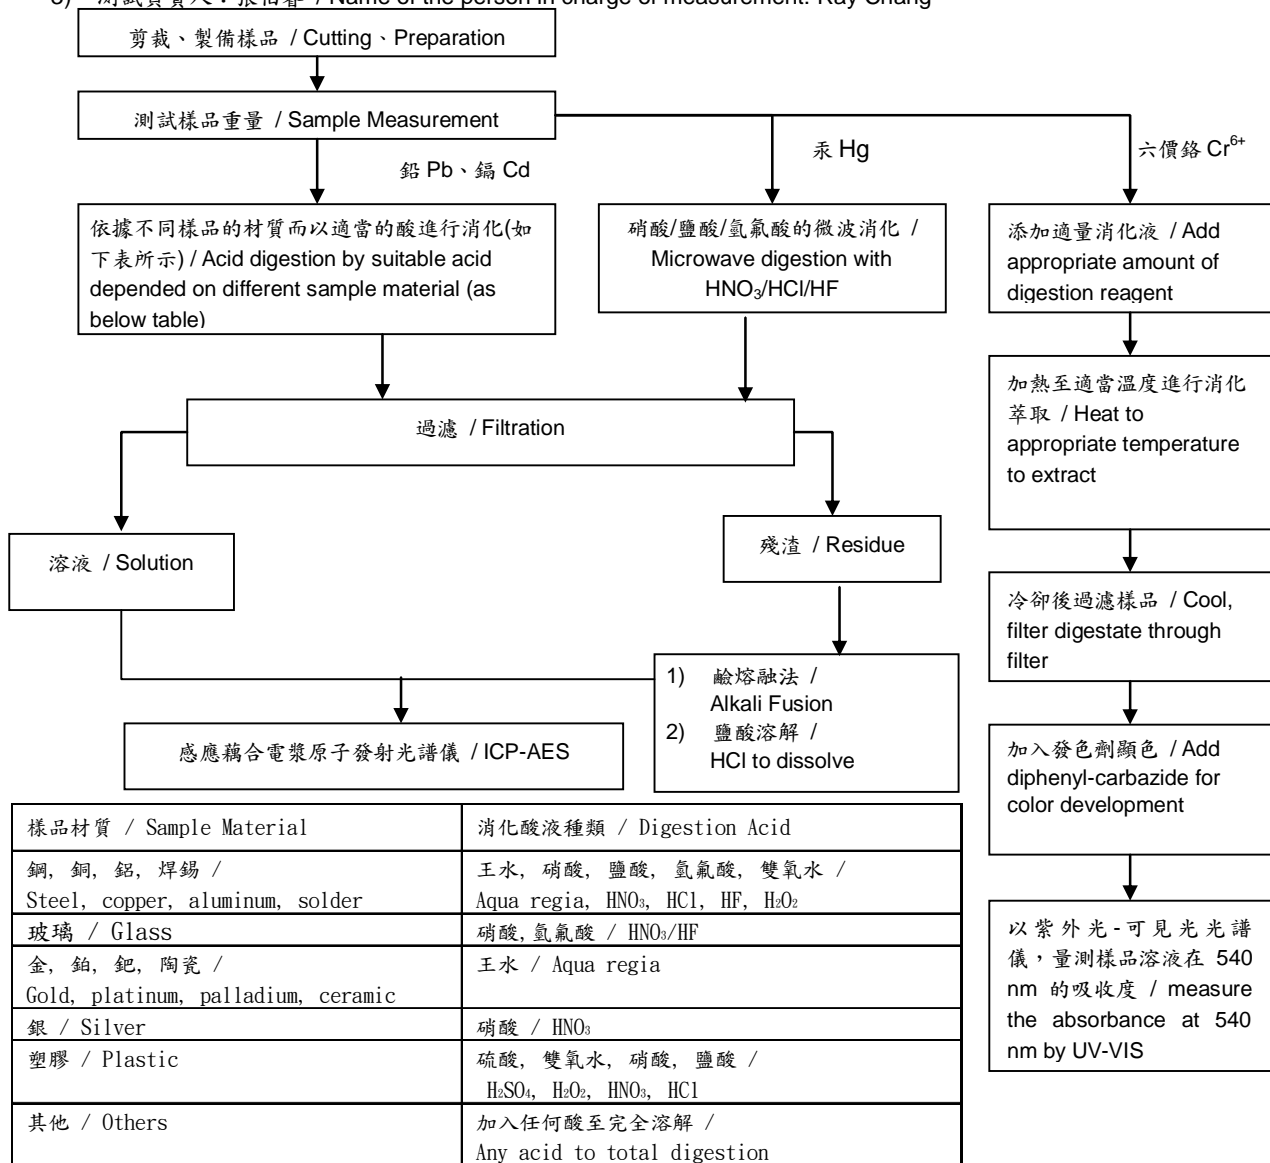 Name of the person in charge of measurement: Ray Chang
剪裁、製備樣品 / Cutting、Preparation
測試樣品重量 / Sample Measurement
鉛 Pb、鎘 Cd
汞 Hg
六價鉻 Cr⁶⁺
依據不同樣品的材質而以適當的酸進行消化(如
下表所示) / Acid digestion by suitable acid
depended on different sample material (as
below table)
硝酸/鹽酸/氫氟酸的微波消化 /
Microwave digestion with
HNO₃/HCl/HF
添加適量消化液 / Add
appropriate amount of
digestion reagent
過濾 / Filtration
加熱至適當溫度進行消化
萃取 / Heat to
appropriate temperature
to extract
溶液 / Solution
殘渣 / Residue
冷卻後過濾樣品 / Cool,
filter digestate through
filter
1) 鹼熔融法 /
Alkali Fusion
2) 鹽酸溶解 /
HCl to dissolve
感應藕合電漿原子發射光譜儀 / ICP-AES
加入發色劑顯色 / Add
diphenyl-carbazide for
color development
以紫外光-可見光光譜
儀，量測樣品溶液在 540
nm 的吸收度 / measure
the absorbance at 540
nm by UV-VIS
樣品材質 / Sample Material
消化酸液種類 / Digestion Acid
鋼, 銅, 鋁, 焊錫 /
Steel, copper, aluminum, solder
王水, 硝酸, 鹽酸, 氫氟酸, 雙氧水 /
Aqua regia, HNO₃, HCl, HF, H₂O₂
玻璃 / Glass
硝酸, 氫氟酸 / HNO₃/HF
金, 鉑, 鈀, 陶瓷 /
Gold, platinum, palladium, ceramic
王水 / Aqua regia
銀 / Silver
硝酸 / HNO₃
塑膠 / Plastic
硫酸, 雙氧水, 硝酸, 鹽酸 /
H₂SO₄, H₂O₂, HNO₃, HCl
其他 / Others
加入任何酸至完全溶解 /
Any acid to total digestion